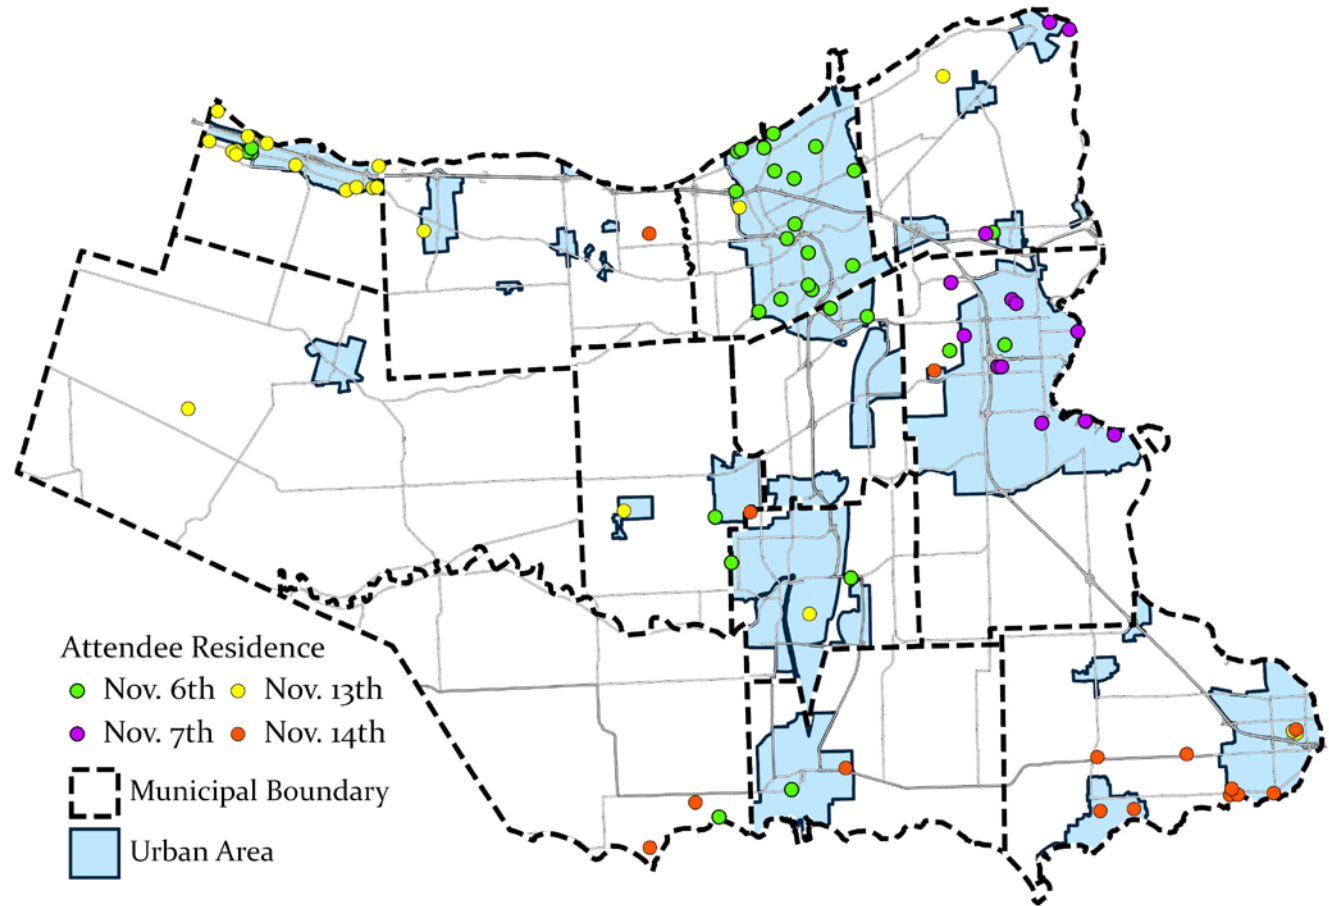 Attendee Residence
Nov. 6th Nov. 13th
Nov. 7th Nov. 14th
Municipal Boundary
Urban Area